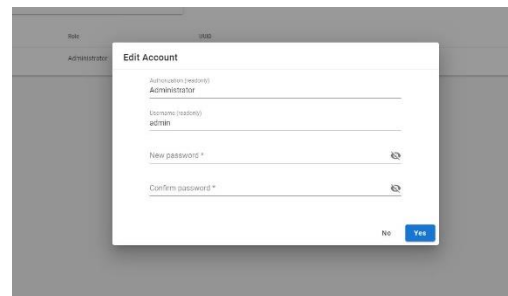 Role UUID
Administrator
Edit Account
Authorization (readonly)
Administrator
Username (readonly)
admin
New password *
Confirm password *
No Yes